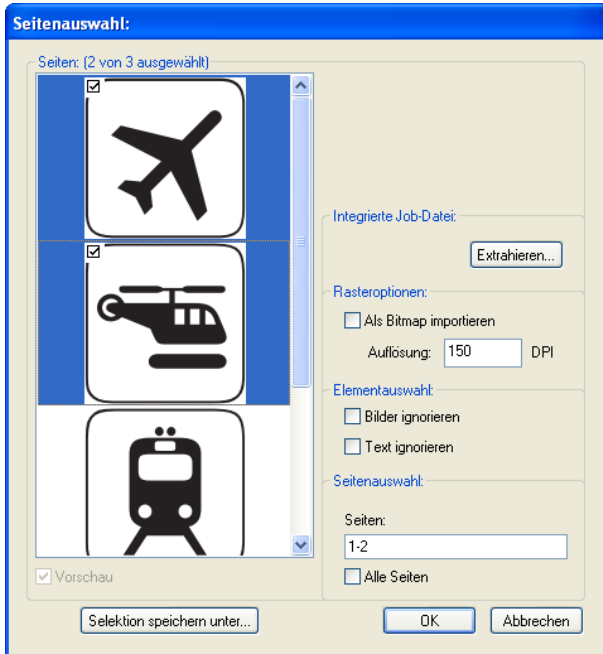 Seitenauswahl:
Seiten: (2 von 3 ausgewählt)
Integrierte Job-Datei:
Extrahieren...
Rasteroptionen:
Als Bitmap importieren
Auflösung: 150 DPI
Elementauswahl:
Bilder ignorieren
Text ignorieren
Seitenauswahl:
Seiten:
1-2
Alle Seiten
Vorschau
Selektion speichern unter...
OK
Abbrechen